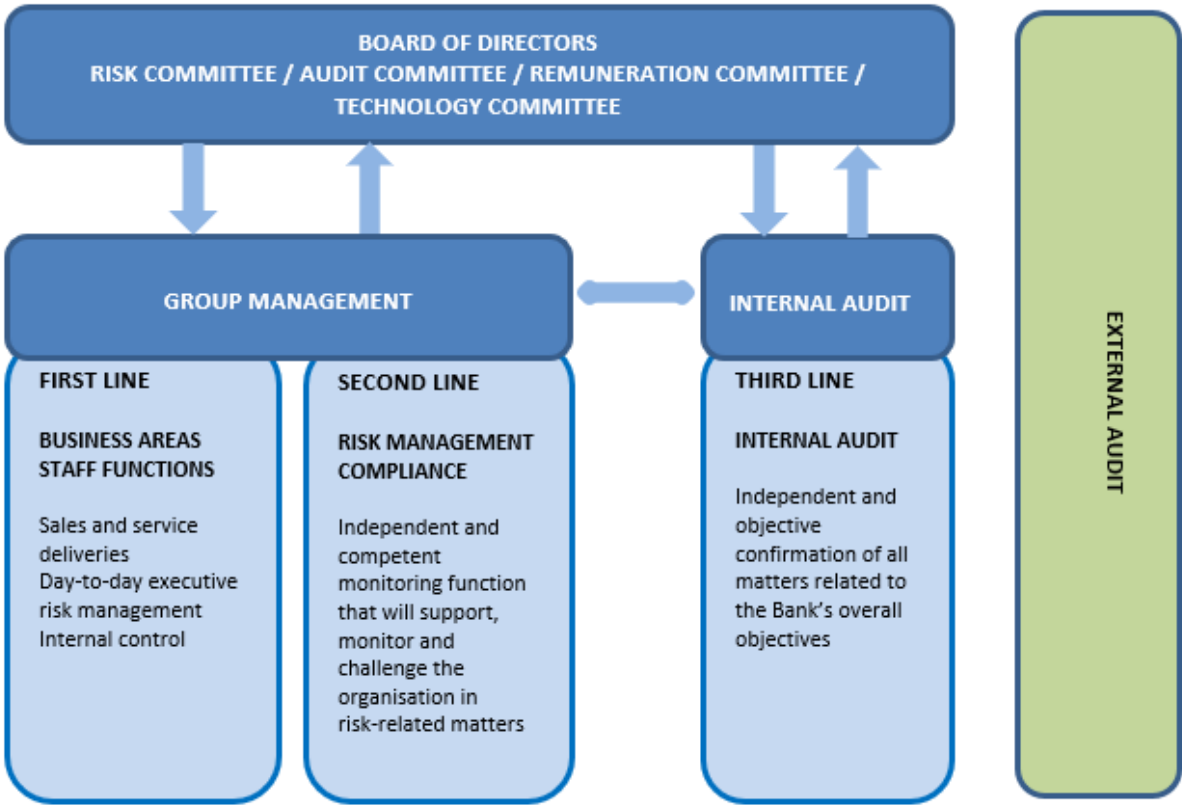 BOARD OF DIRECTORS
RISK COMMITTEE / AUDIT COMMITTEE / REMUNERATION COMMITTEE /
TECHNOLOGY COMMITTEE
GROUP MANAGEMENT
INTERNAL AUDIT
FIRST LINE
BUSINESS AREAS
STAFF FUNCTIONS
Sales and service
deliveries
Day-to-day executive
risk management
Internal control
SECOND LINE
RISK MANAGEMENT
COMPLIANCE
Independent and
competent
monitoring function
that will support,
monitor and
challenge the
organisation in
risk-related matters
THIRD LINE
INTERNAL AUDIT
Independent and
objective
confirmation of all
matters related to
the Bank’s overall
objectives
EXTERNAL AUDIT